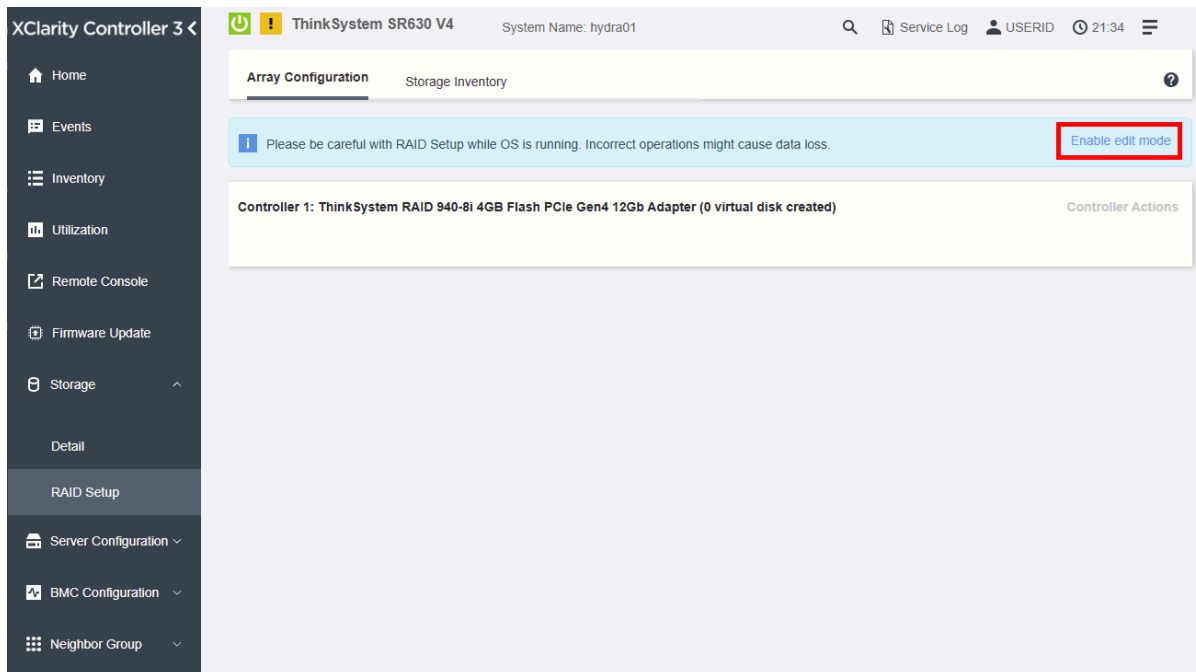 XClarity Controller 3
ThinkSystem SR630 V4 System Name: hydra01 Service Log USERID 21:34
Home
Events
Inventory
Utilization
Remote Console
Firmware Update
Storage
Detail
RAID Setup
Server Configuration
BMC Configuration
Neighbor Group
Array Configuration Storage Inventory
Please be careful with RAID Setup while OS is running. Incorrect operations might cause data loss. Enable edit mode
Controller 1: ThinkSystem RAID 940-8i 4GB Flash PCIe Gen4 12Gb Adapter (0 virtual disk created) Controller Actions